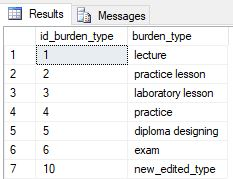 Results Messages
id_burden_type burden_type
1 1 lecture
2 2 practice lesson
3 3 laboratory lesson
4 4 practice
5 5 diploma designing
6 6 exam
7 10 new_edited_type